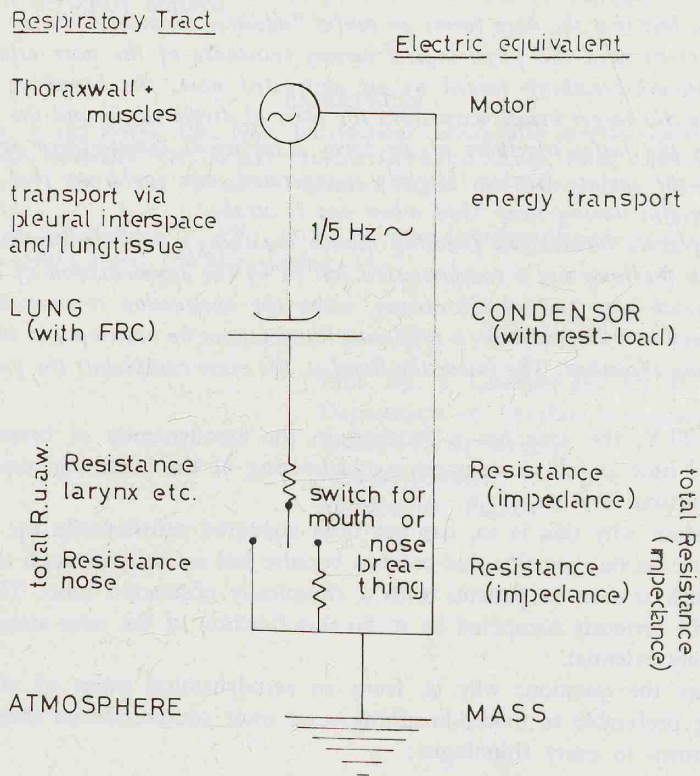 Respiratory Tract
Electric equivalent
Thoraxwall +
muscles
Motor
transport via
pleural interspace
and lungtissue
energy transport
1/5 Hz ~
LUNG
(with FRC)
CONDENSOR
(with rest-load)
total R.u.a.w.
Resistance
larynx etc.
Resistance
nose
switch for
mouth or
nose
brea-
thing
Resistance
(impedance)
Resistance
(impedance)
total Resistance
impedance)
ATMOSPHERE
MASS